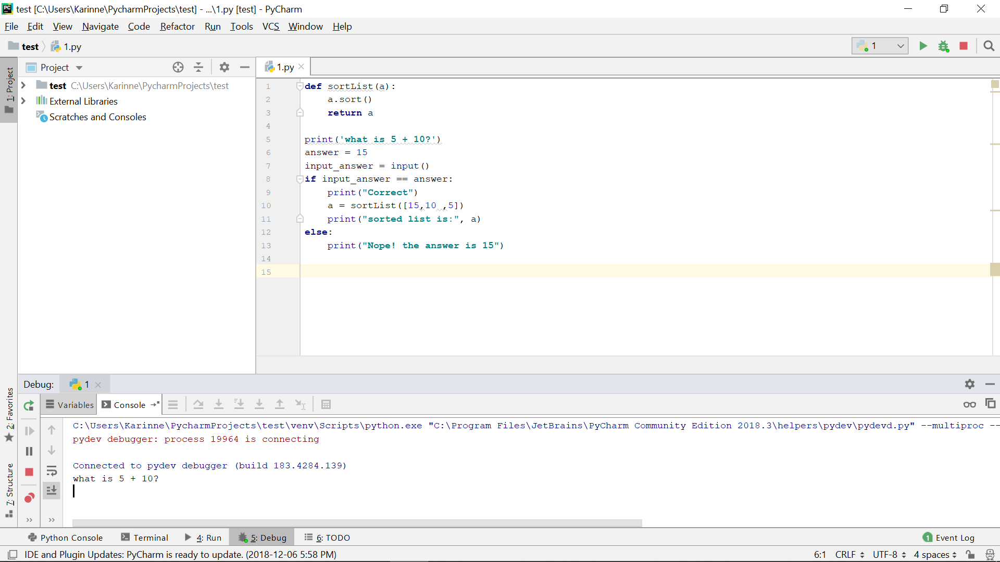 test [C:\Users\Karinne\PycharmProjects\test] - ...\1.py [test] - PyCharm
File Edit View Navigate Code Refactor Run Tools VCS Window Help
test 1.py 1
1: Project
Project 1.py
test C:\Users\Karinne\PycharmProjects\test
External Libraries
Scratches and Consoles
1 def sortList(a):
2 a.sort()
3 return a
4
5 print('what is 5 + 10?')
6 answer = 15
7 input_answer = input()
8 if input_answer == answer:
9 print("Correct")
10 a = sortList([15,10 ,5])
11 print("sorted list is:", a)
12 else:
13 print("Nope! the answer is 15")
14
15
Debug: 1
2: Favorites
7: Structure
Variables Console
C:\Users\Karinne\PycharmProjects\test\venv\Scripts\python.exe "C:\Program Files\JetBrains\PyCharm Community Edition 2018.3\helpers\pydev\pydevd.py" --multiproc --
pydev debugger: process 19964 is connecting
Connected to pydev debugger (build 183.4284.139)
what is 5 + 10?
Python Console Terminal 4: Run 5: Debug 6: TODO 1 Event Log
IDE and Plugin Updates: PyCharm is ready to update. (2018-12-06 5:58 PM) 6:1 CRLF UTF-8 4 spaces